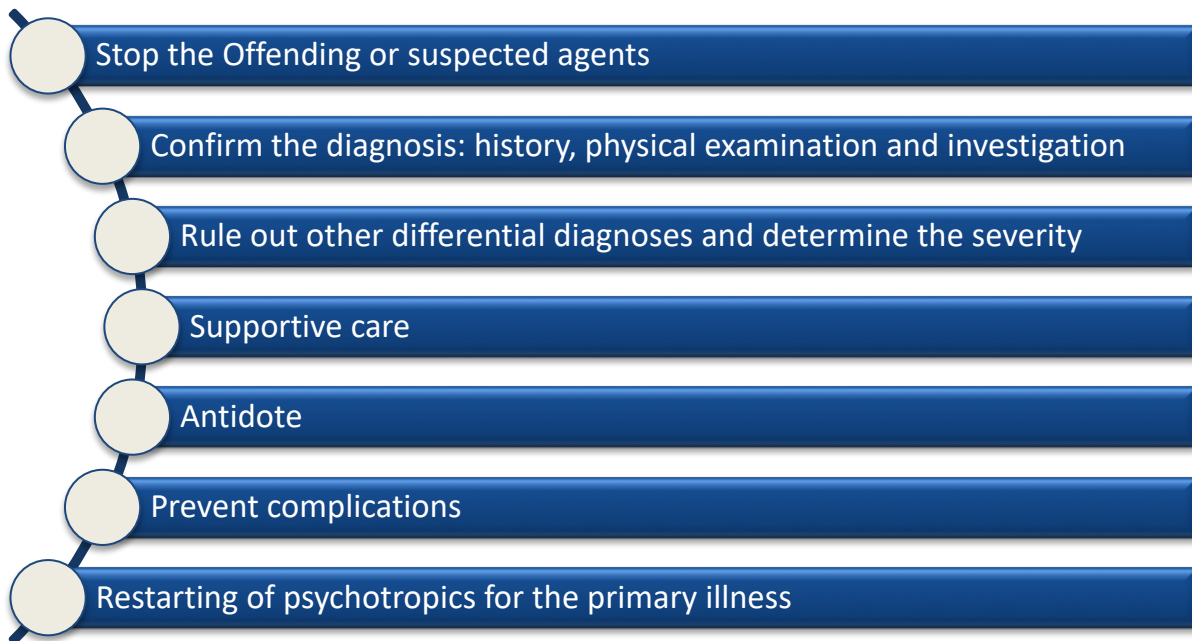 Stop the Offending or suspected agents
Confirm the diagnosis: history, physical examination and investigation
Rule out other differential diagnoses and determine the severity
Supportive care
Antidote
Prevent complications
Restarting of psychotropics for the primary illness